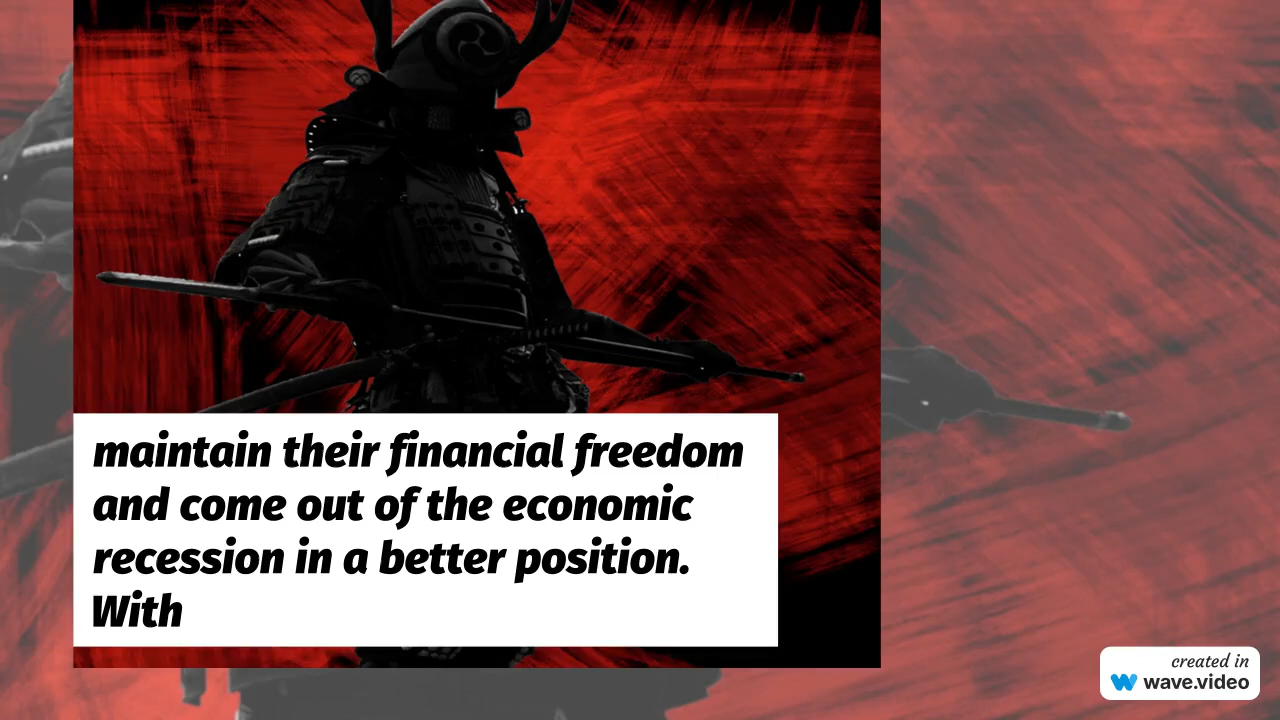 maintain their financial freedom
and come out of the economic
recession in a better position.
With
created in
wave.video